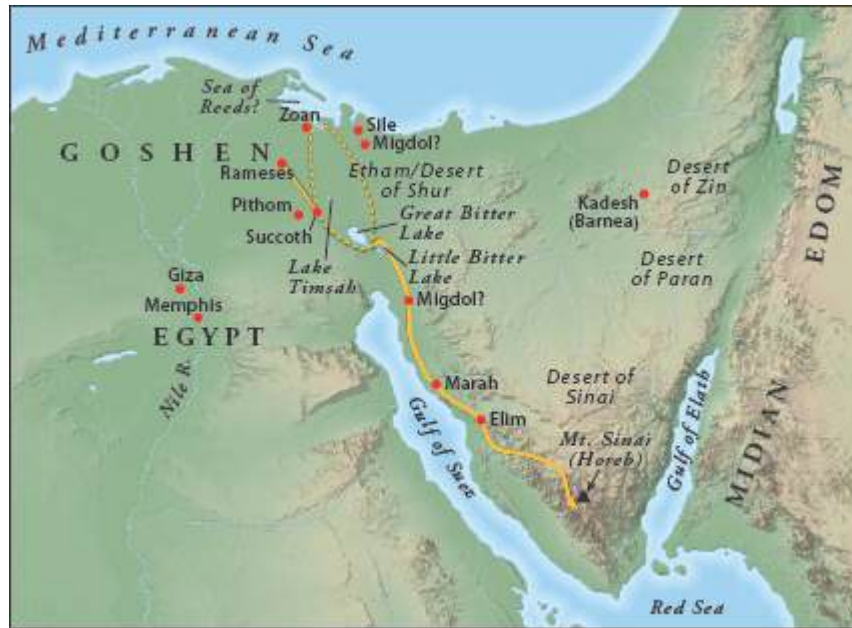 Mediterranean Sea
Sea of
Reeds?
Zoan
Sile
Migdol?
GOSHEN
Rameses
Etham/Desert
of Shur
Desert
of Zin
Pithom
Kadesh
(Barnea)
Great Bitter
Lake
Succoth
EDOM
Lake
Timsah
Little Bitter
Lake
Desert
of Paran
Giza
Migdol?
Memphis
EGYPT
Nile R.
Marah
Desert of
Sinai
Elim
Gulf of Suez
Mt. Sinai
(Horeb)
Gulf of Elath
MIDIAN
Red Sea